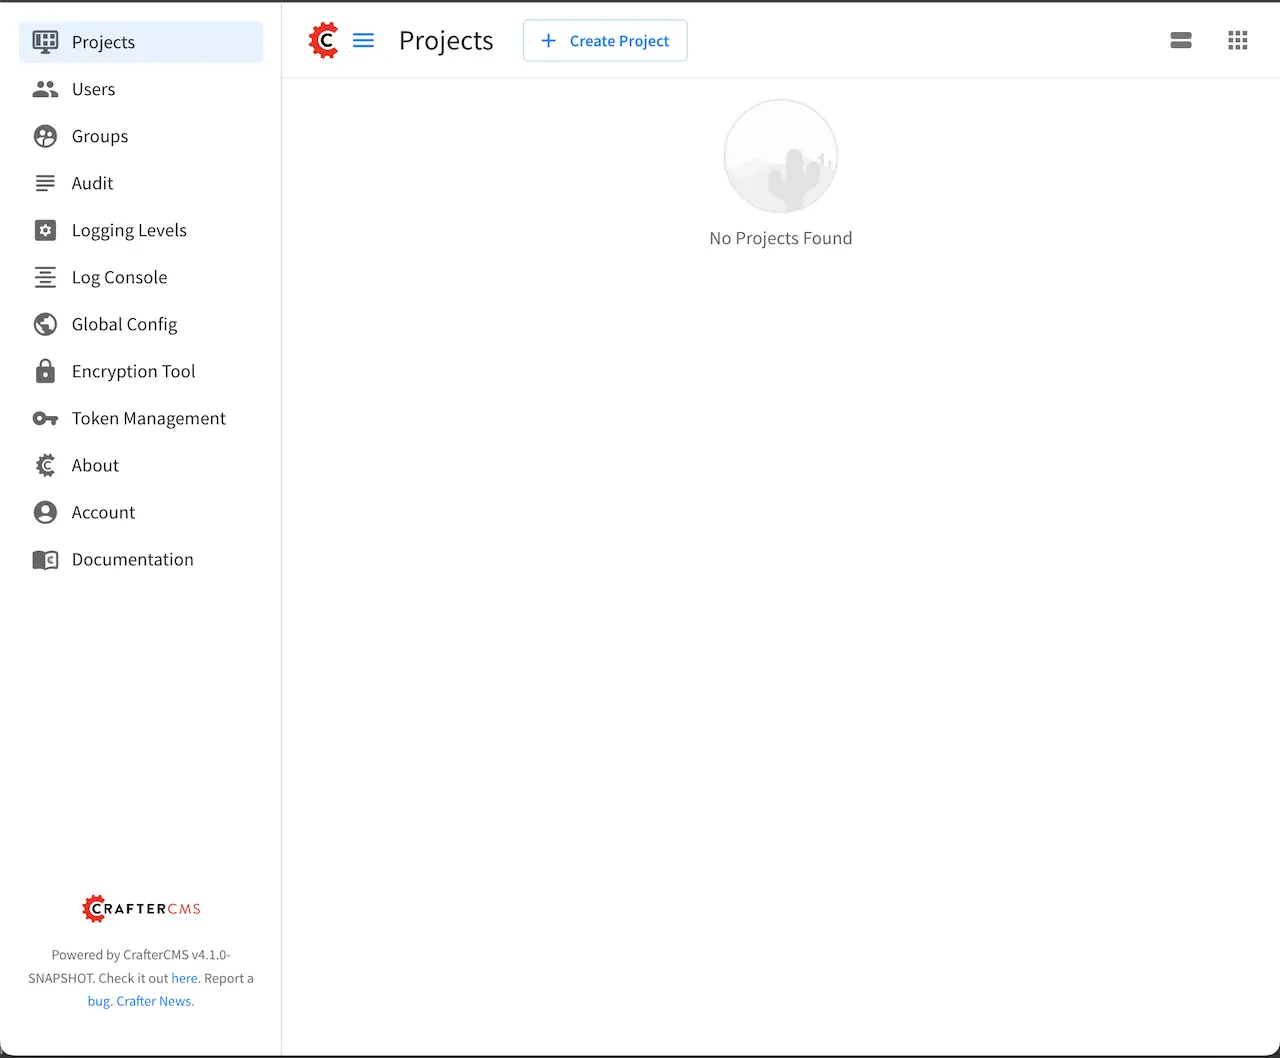 Projects
Users
Groups
Audit
Logging Levels
Log Console
Global Config
Encryption Tool
Token Management
About
Account
Documentation
CRAFTERCMS
Powered by CrafterCMS v4.1.0-
SNAPSHOT. Check it out here. Report a
bug. Crafter News.
C
Projects
Create Project
No Projects Found